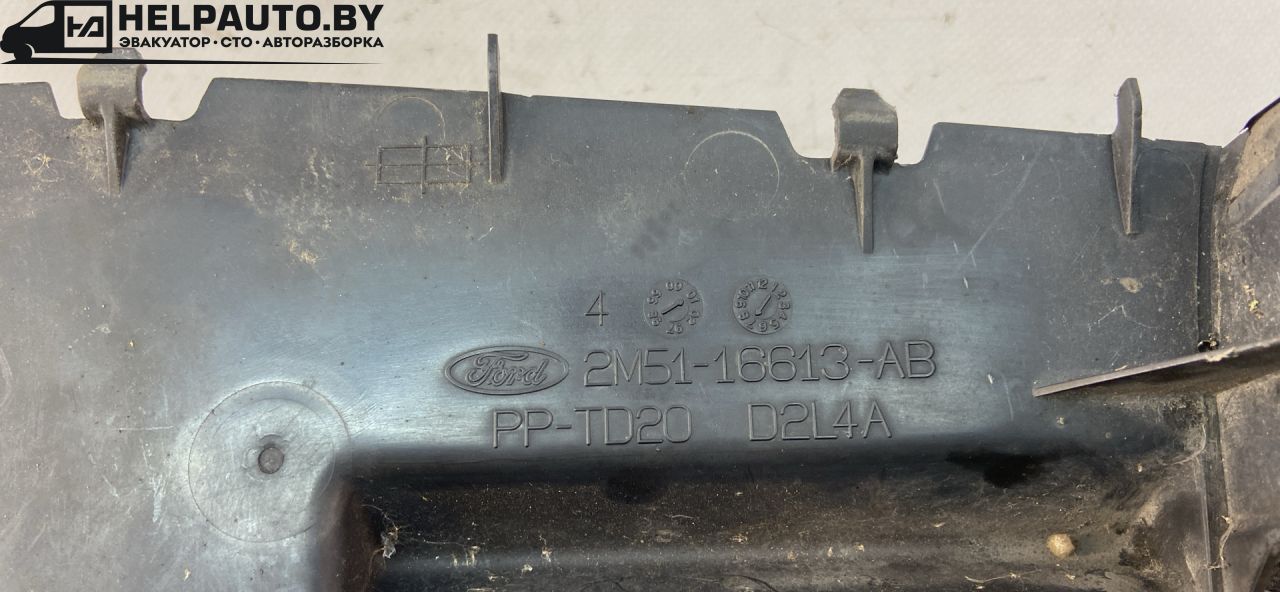 HELPAUTO.BY
ЭВАКУАТОР · СТО · АВТОРАЗБОРКА
4
Ford 2M51-16613-AB
PP-TD20 D2L4A